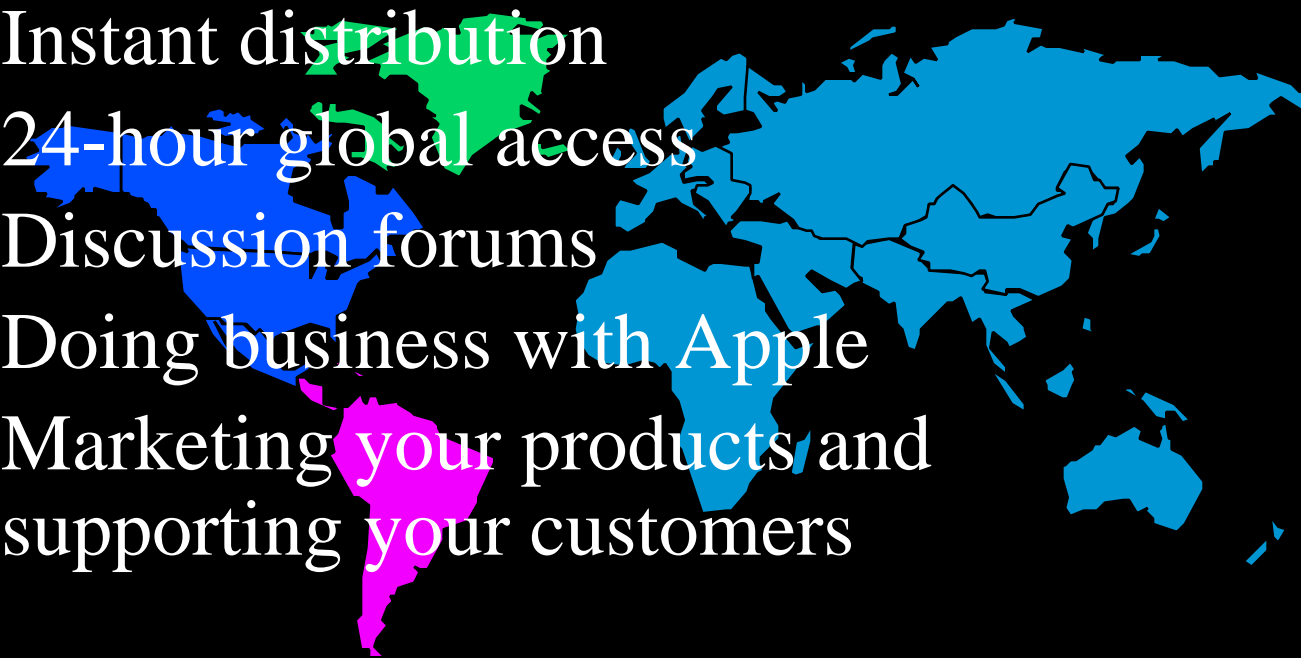 Instant distribution
24-hour global access
Discussion forums
Doing business with Apple
Marketing your products and
supporting your customers